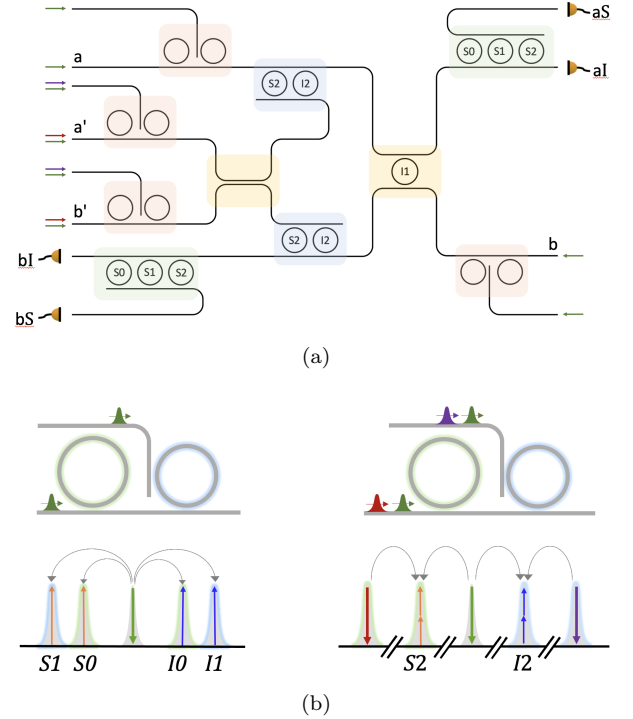 aS
a
S0 S1 S2
S2 I2
aI
a'
I1
b'
S2 I2
b
bI
S0 S1 S2
bS
(a)
S1 S0 I0 I1
S2 I2
(b)